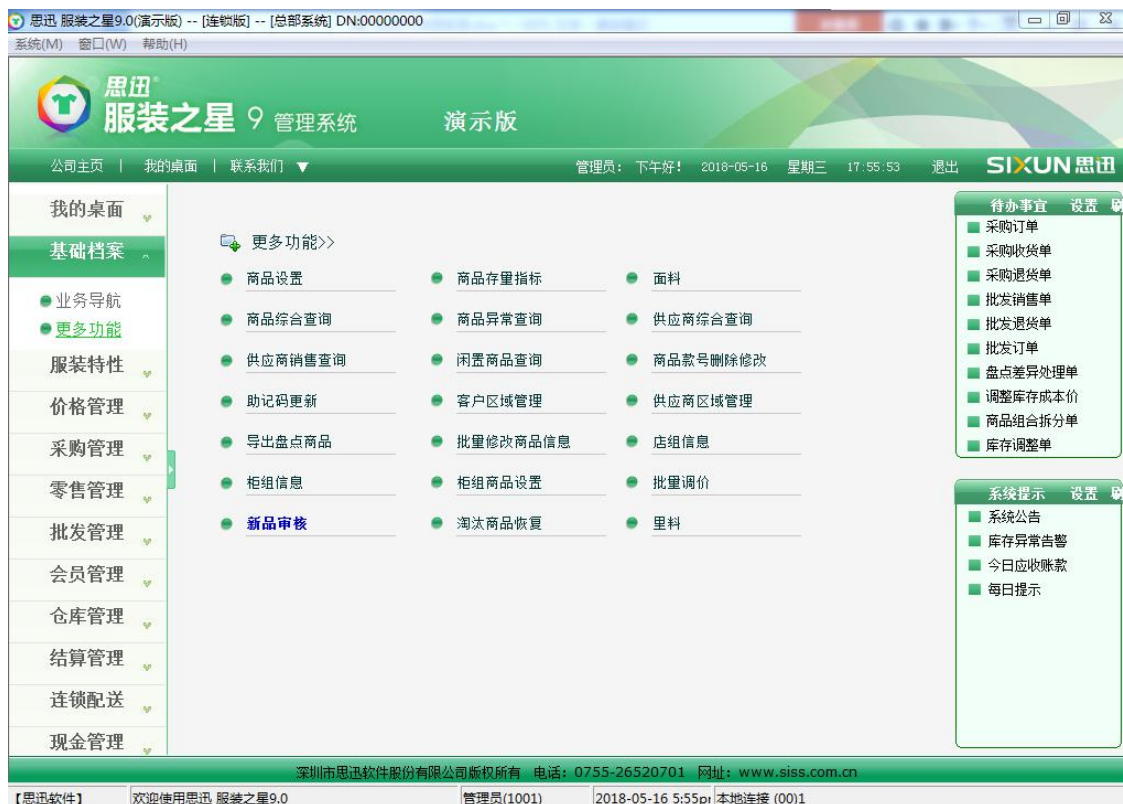 思迅 服装之星9.0(演示版) -- [连锁版] -- [总部系统] DN:00000000
系统(M) 窗口(W) 帮助(H)
思迅
服装之星 9 管理系统 演示版
公司主页 | 我的桌面 | 联系我们 ▼ 管理员: 下午好! 2018-05-16 星期三 17:55:53 退出 SIXUN思迅
我的桌面
基础档案
业务导航
更多功能
服装特性
价格管理
采购管理
零售管理
批发管理
会员管理
仓库管理
结算管理
连锁配送
现金管理
更多功能>>
商品设置 商品存量指标 面料
商品综合查询 商品异常查询 供应商综合查询
供应商销售查询 闲置商品查询 商品款号删除修改
助记码更新 客户区域管理 供应商区域管理
导出盘点商品 批量修改商品信息 店组信息
柜组信息 柜组商品设置 批量调价
新品审核 淘汰商品恢复 里料
待办事宜 设置 刷
采购订单
采购收货单
采购退货单
批发销售单
批发退货单
批发订单
盘点差异处理单
调整库存成本价
商品组合拆分单
库存调整单
系统提示 设置 刷
系统公告
库存异常告警
今日应收账款
每日提示
深圳市思迅软件股份有限公司版权所有 电话: 0755-26520701 网址: www.siss.com.cn
【思迅软件】 欢迎使用思迅 服装之星9.0 管理员(1001) 2018-05-16 5:55pm 本地连接 (00)1